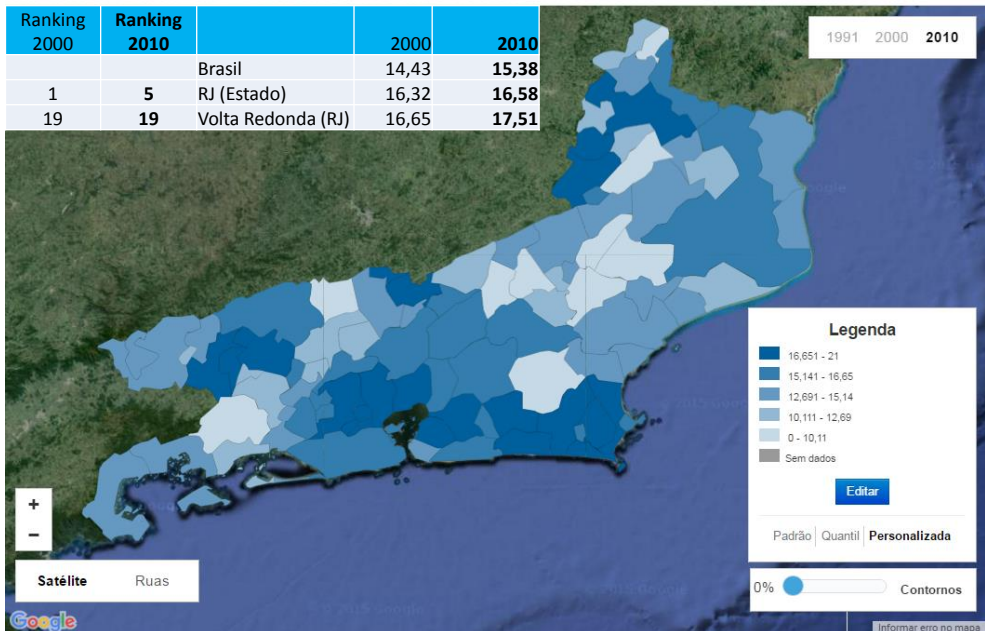 Ranking 2000 Ranking 2010 2000 2010
Brasil 14,43 15,38
1 5 RJ (Estado) 16,32 16,58
19 19 Volta Redonda (RJ) 16,65 17,51
1991 2000 2010
Legenda
16,651 - 21
15,141 - 16,65
12,691 - 15,14
10,111 - 12,69
0 - 10,11
Sem dados
Editar
Padrão Quantil Personalizada
0% Contornos
+
−
Satélite Ruas
Google
Informar erro no mapa